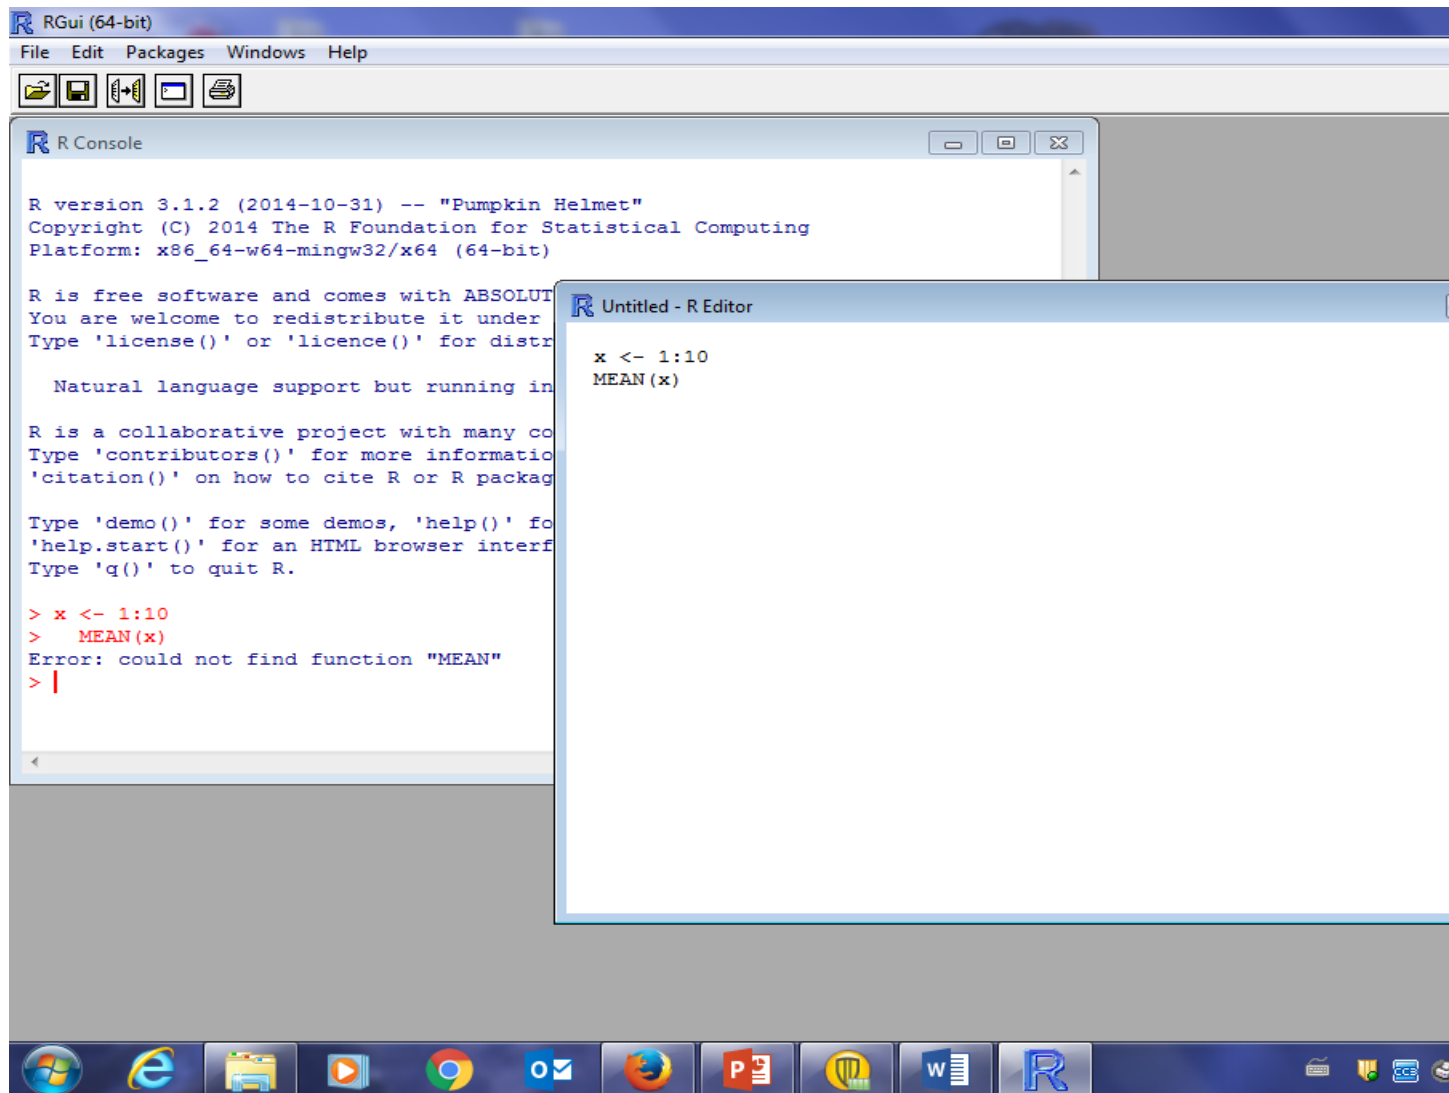 RGui (64-bit)
File Edit Packages Windows Help
R Console
R version 3.1.2 (2014-10-31) -- "Pumpkin Helmet"
Copyright (C) 2014 The R Foundation for Statistical Computing
Platform: x86_64-w64-mingw32/x64 (64-bit)
R is free software and comes with ABSOLUT
You are welcome to redistribute it under
Type 'license()' or 'licence()' for distr
Natural language support but running in
R is a collaborative project with many co
Type 'contributors()' for more informatio
'citation()' on how to cite R or R packag
Type 'demo()' for some demos, 'help()' fo
'help.start()' for an HTML browser interf
Type 'q()' to quit R.
> x <- 1:10
>   MEAN(x)
Error: could not find function "MEAN"
>
Untitled - R Editor
x <- 1:10
MEAN(x)